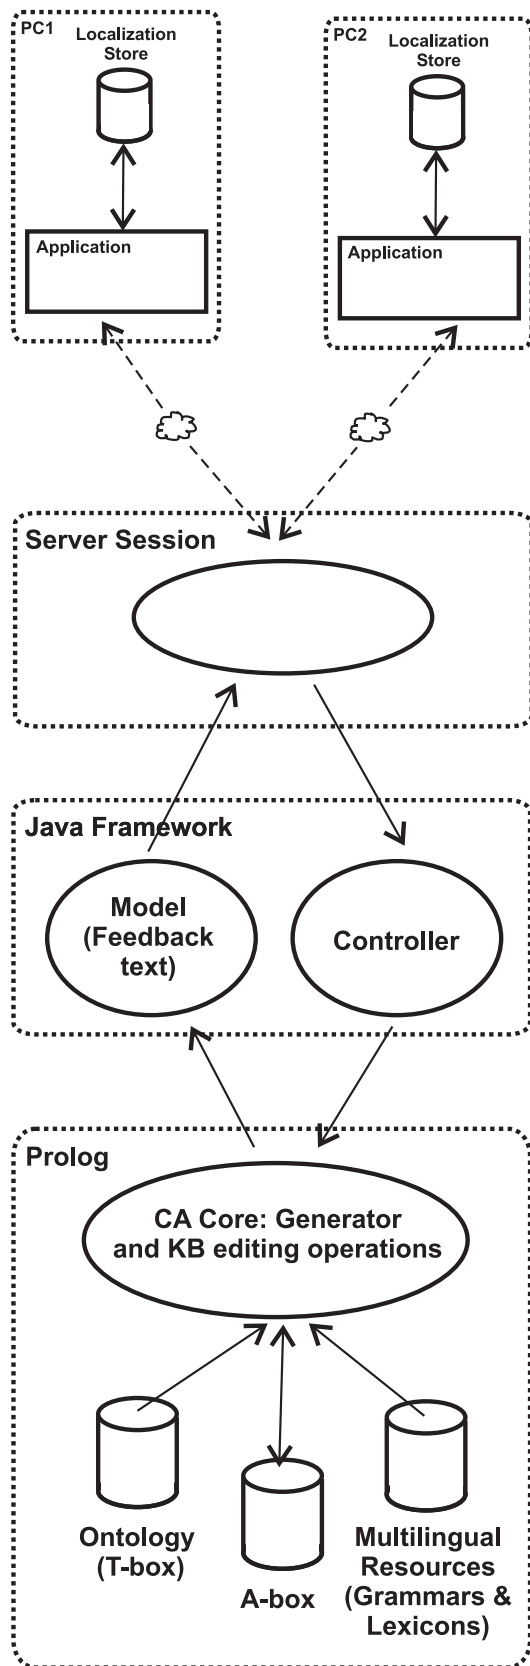 PC1
Localization
Store
Application
PC2
Localization
Store
Application
Server Session
Java Framework
Model
(Feedback
text)
Controller
Prolog
CA Core: Generator
and KB editing operations
Ontology
(T-box)
A-box
Multilingual
Resources
(Grammars &
Lexicons)